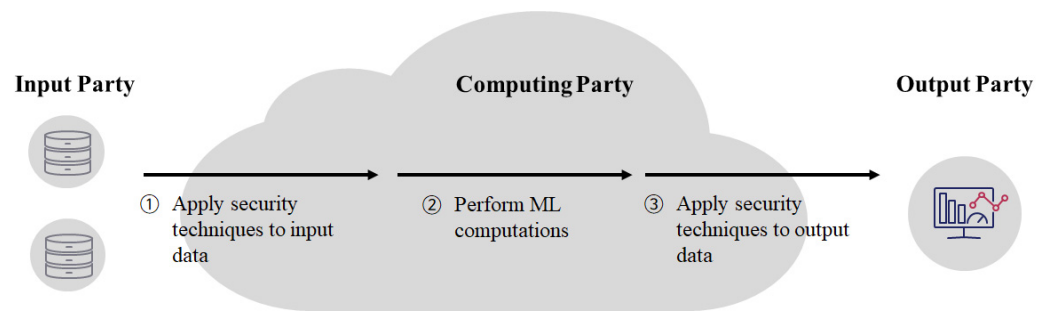 Input Party
Computing Party
Output Party
① Apply security
techniques to input
data
② Perform ML
computations
③ Apply security
techniques to output
data